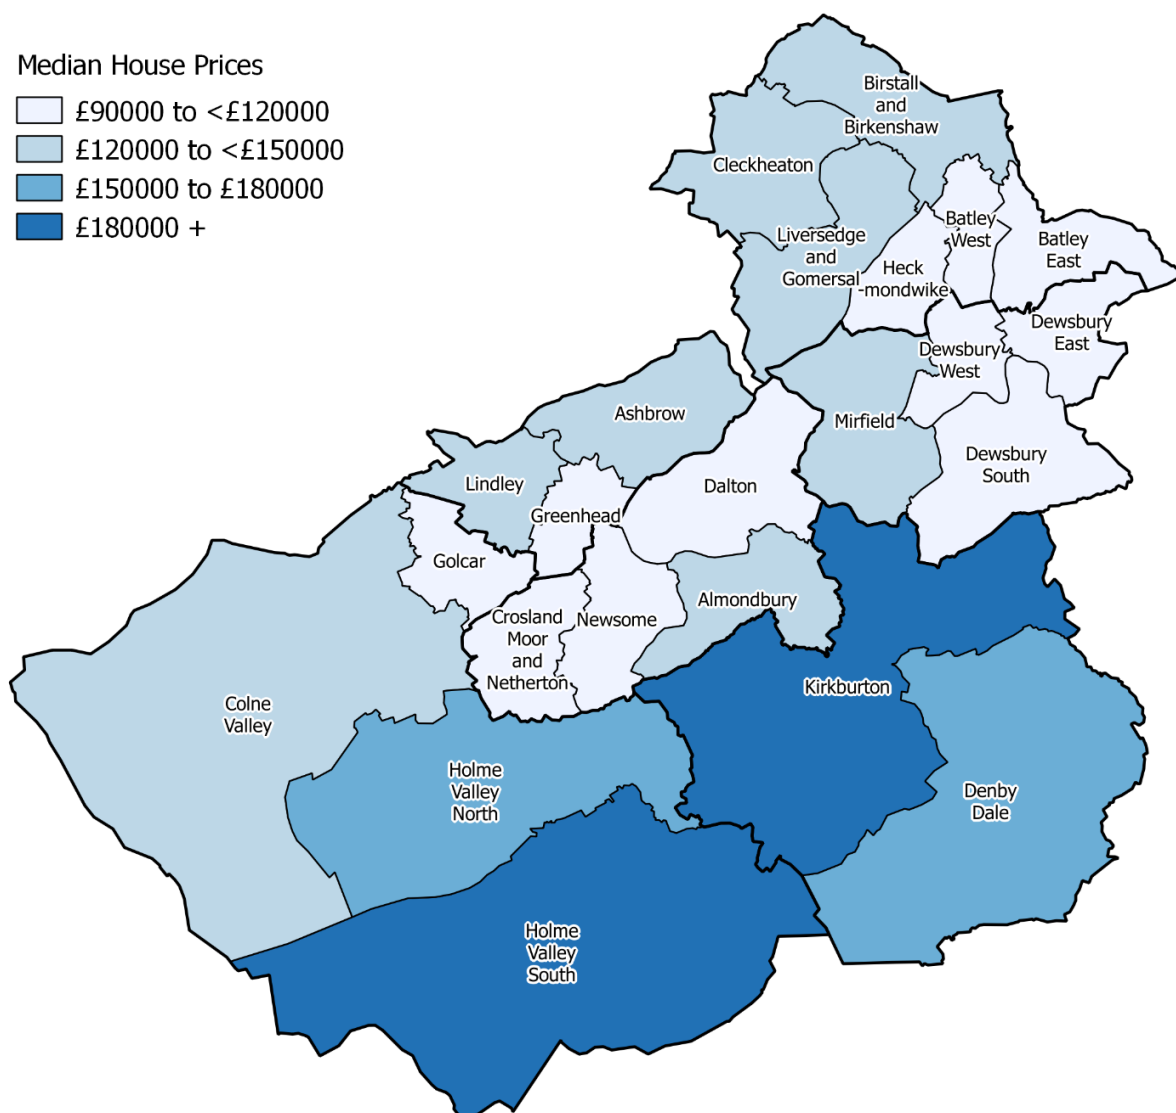 Median House Prices
£90000 to <£120000
£120000 to <£150000
£150000 to £180000
£180000 +
Birstall
and
Birkenshaw
Cleckheaton
Batley
West
Batley
East
Liversedge
and
Gomersal
Heck
-mondwike
Dewsbury
East
Dewsbury
West
Mirfield
Ashbrow
Dewsbury
South
Lindley
Dalton
Greenhead
Golcar
Almondbury
Crosland
Moor
and
Netherton
Newsome
Kirkburton
Colne
Valley
Holme
Valley
North
Denby
Dale
Holme
Valley
South